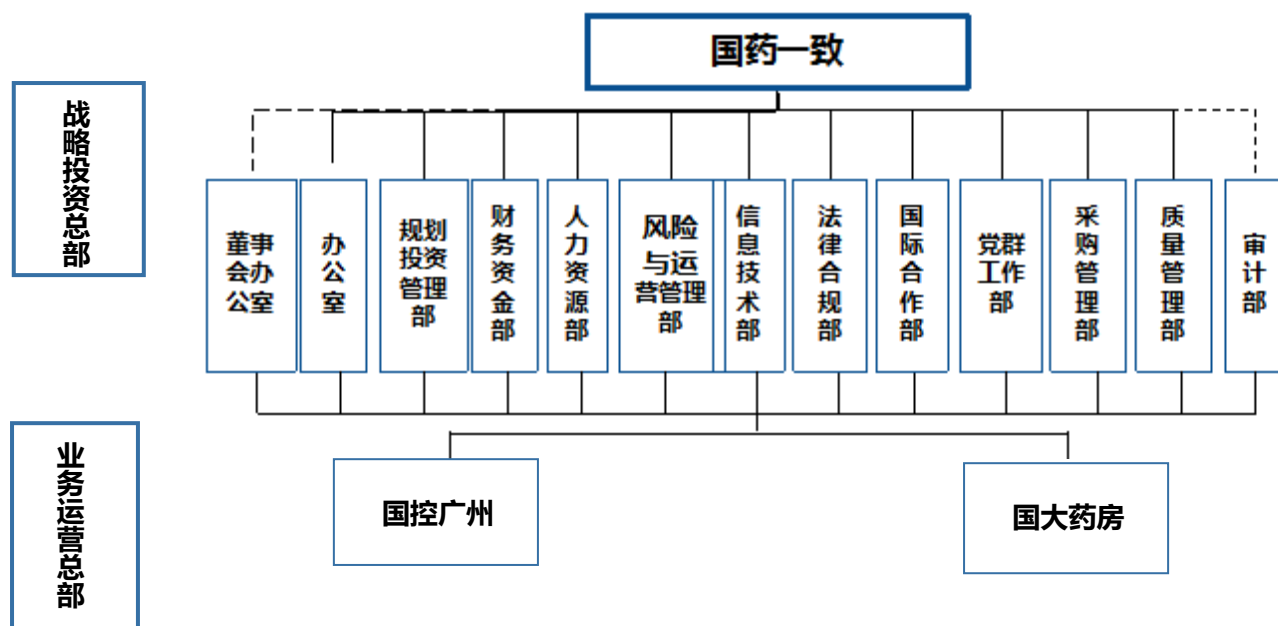 国药一致
战略投资总部
董事
会办
公室
办公室
规划
投资
管理
部
财务资金部
人力资源部
风险
与运
营管理
部
信息技术部
法律合规部
国际合作部
党群
工作
部
采购管理部
质量管理部
审计部
业务运营总部
国控广州
国大药房